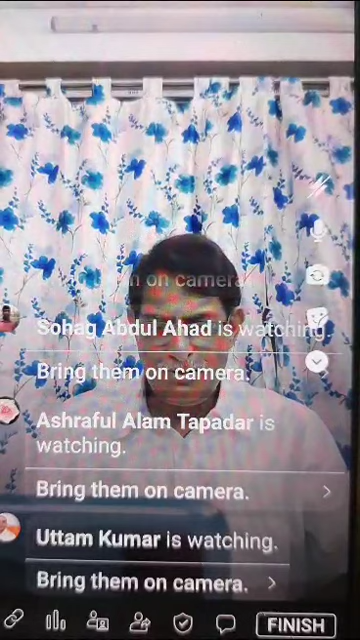 on camera
Sohag Abdul Ahad is watching
Bring them on camera.
Ashraful Alam Tapadar is
watching.
Bring them on camera.
Uttam Kumar is watching.
Bring them on camera.
FINISH